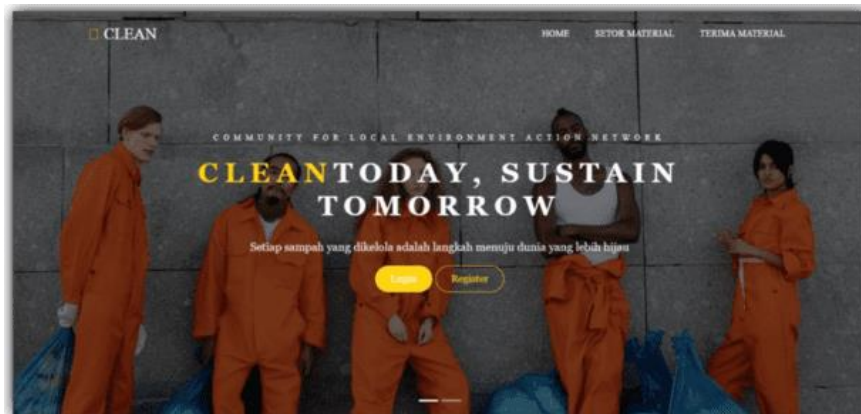 CLEAN
HOME SETOR MATERIAL TERIMA MATERIAL
COMMUNITY FOR LOCAL ENVIRONMENT ACTION NETWORK
CLEANTODAY, SUSTAIN
TOMORROW
Setiap sampah yang dikelola adalah langkah menuju dunia yang lebih hijau
Login Register